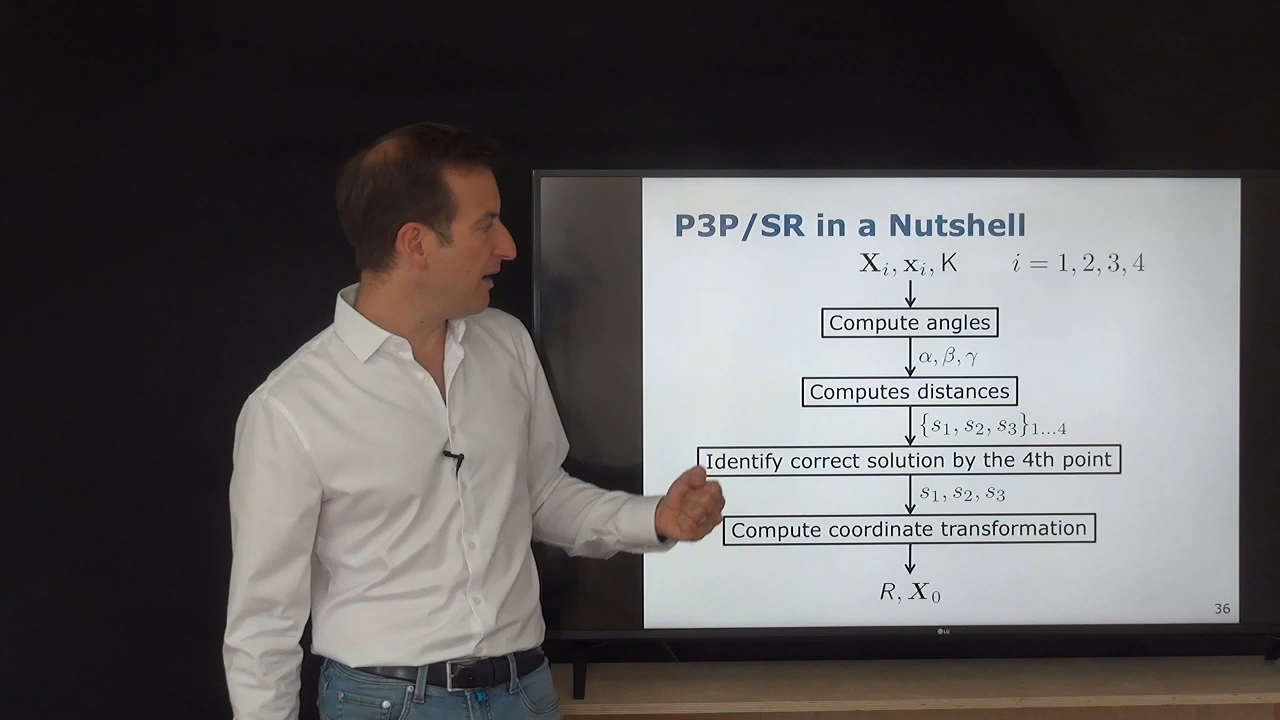 P3P/SR in a Nutshell
Xᵢ, xᵢ, K i = 1, 2, 3, 4
Compute angles
α, β, γ
Computes distances
{s₁, s₂, s₃}₁…₄
Identify correct solution by the 4th point
s₁, s₂, s₃
Compute coordinate transformation
R, X₀
36
LG